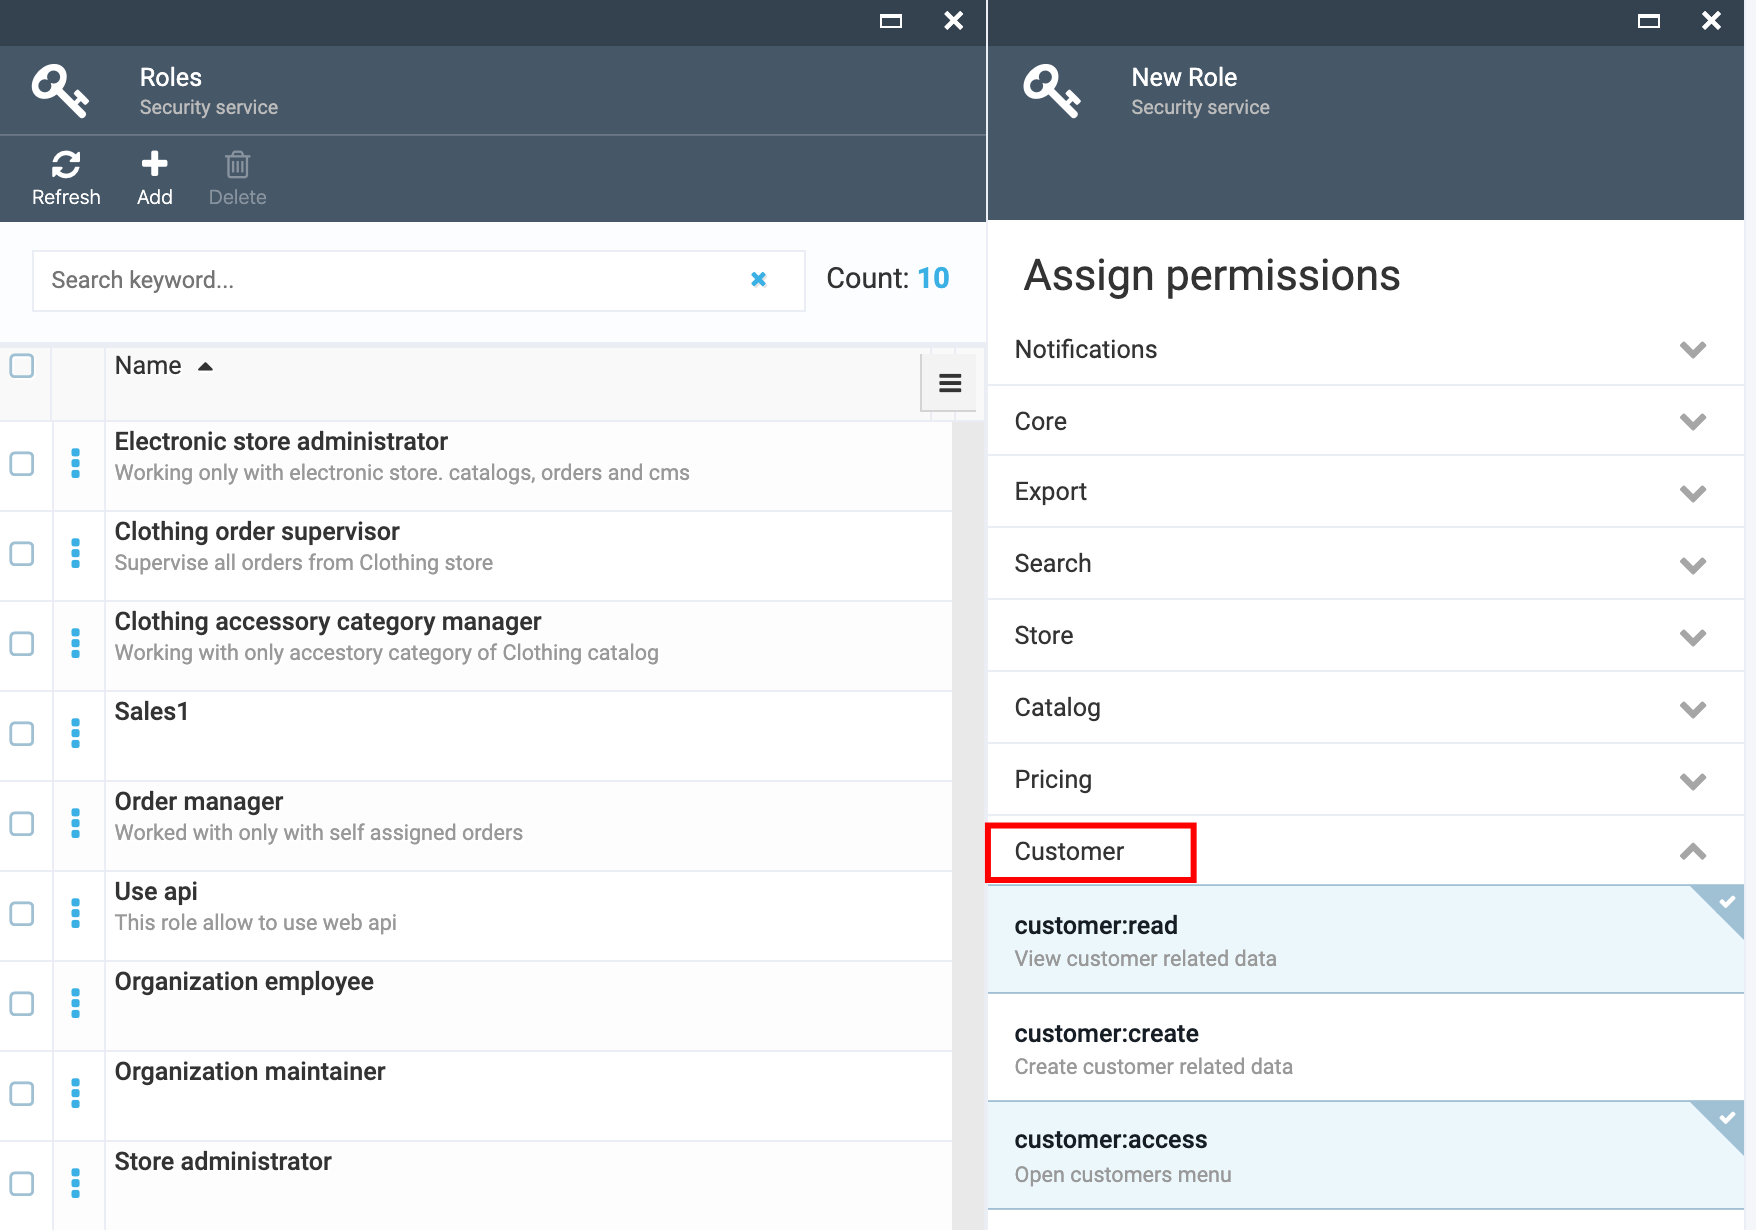 Roles
Security service
Refresh
Add
Delete
Search keyword...
Count: 10
Name
Electronic store administrator
Working only with electronic store. catalogs, orders and cms
Clothing order supervisor
Supervise all orders from Clothing store
Clothing accessory category manager
Working with only accestory category of Clothing catalog
Sales1
Order manager
Worked with only with self assigned orders
Use api
This role allow to use web api
Organization employee
Organization maintainer
Store administrator
New Role
Security service
Assign permissions
Notifications
Core
Export
Search
Store
Catalog
Pricing
Customer
customer:read
View customer related data
customer:create
Create customer related data
customer:access
Open customers menu